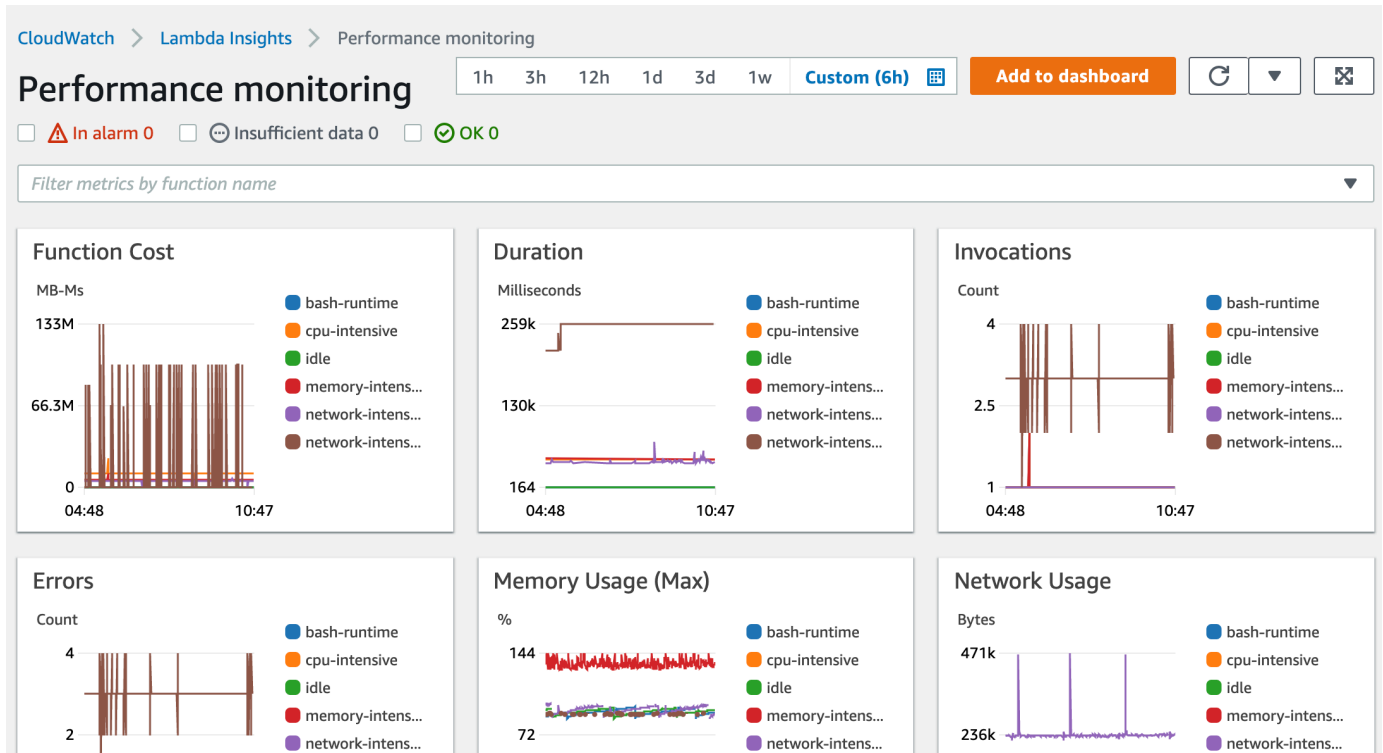 CloudWatch > Lambda Insights > Performance monitoring
Performance monitoring
1h 3h 12h 1d 3d 1w Custom (6h) Add to dashboard
In alarm 0 Insufficient data 0 OK 0
Filter metrics by function name
Function Cost
MB-Ms
133M
66.3M
0
04:48 10:47
bash-runtime
cpu-intensive
idle
memory-intens...
network-intens...
network-intens...
Duration
Milliseconds
259k
130k
164
04:48 10:47
bash-runtime
cpu-intensive
idle
memory-intens...
network-intens...
network-intens...
Invocations
Count
4
2.5
1
04:48 10:47
bash-runtime
cpu-intensive
idle
memory-intens...
network-intens...
network-intens...
Errors
Count
4
2
bash-runtime
cpu-intensive
idle
memory-intens...
network-intens...
Memory Usage (Max)
%
144
72
bash-runtime
cpu-intensive
idle
memory-intens...
network-intens...
Network Usage
Bytes
471k
236k
bash-runtime
cpu-intensive
idle
memory-intens...
network-intens...